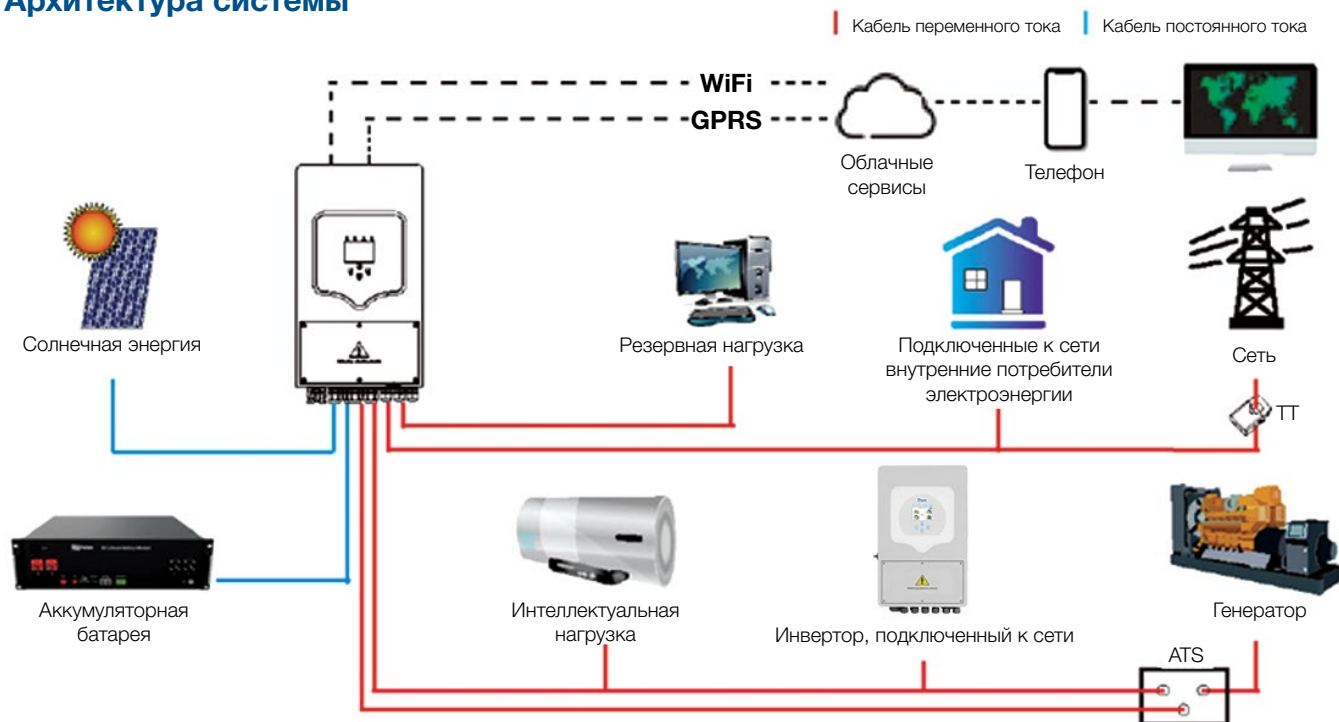 Архитектура системы
Кабель переменного тока
Кабель постоянного тока
WiFi
GPRS
Облачные
сервисы
Телефон
Солнечная энергия
Резервная нагрузка
Подключенные к сети
внутренние потребители
электроэнергии
Сеть
ТТ
Аккумуляторная
батарея
Интеллектуальная
нагрузка
Инвертор, подключенный к сети
Генератор
ATS